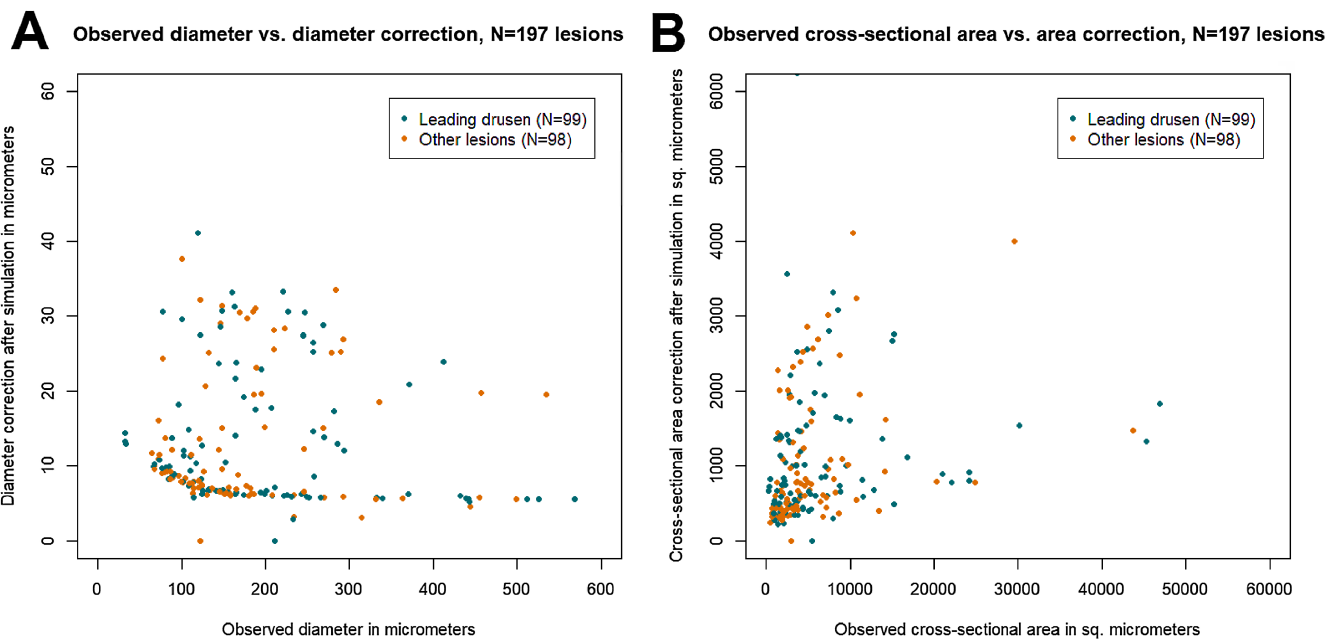 A
Observed diameter vs. diameter correction, N=197 lesions
Diameter correction after simulation in micrometers
60
50
40
30
20
10
0
Leading drusen (N=99)
Other lesions (N=98)
0 100 200 300 400 500 600
Observed diameter in micrometers
B
Observed cross-sectional area vs. area correction, N=197 lesions
Cross-sectional area correction after simulation in sq. micrometers
6000
5000
4000
3000
2000
1000
0
Leading drusen (N=99)
Other lesions (N=98)
0 10000 20000 30000 40000 50000 60000
Observed cross-sectional area in sq. micrometers